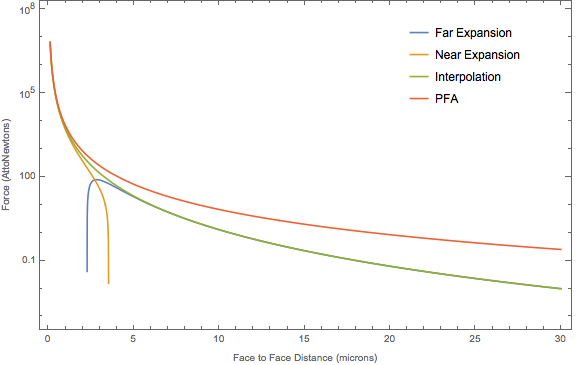 10^8
10^5
100
0.1
Force (AttoNewtons)
Far Expansion
Near Expansion
Interpolation
PFA
0 5 10 15 20 25 30
Face to Face Distance (microns)